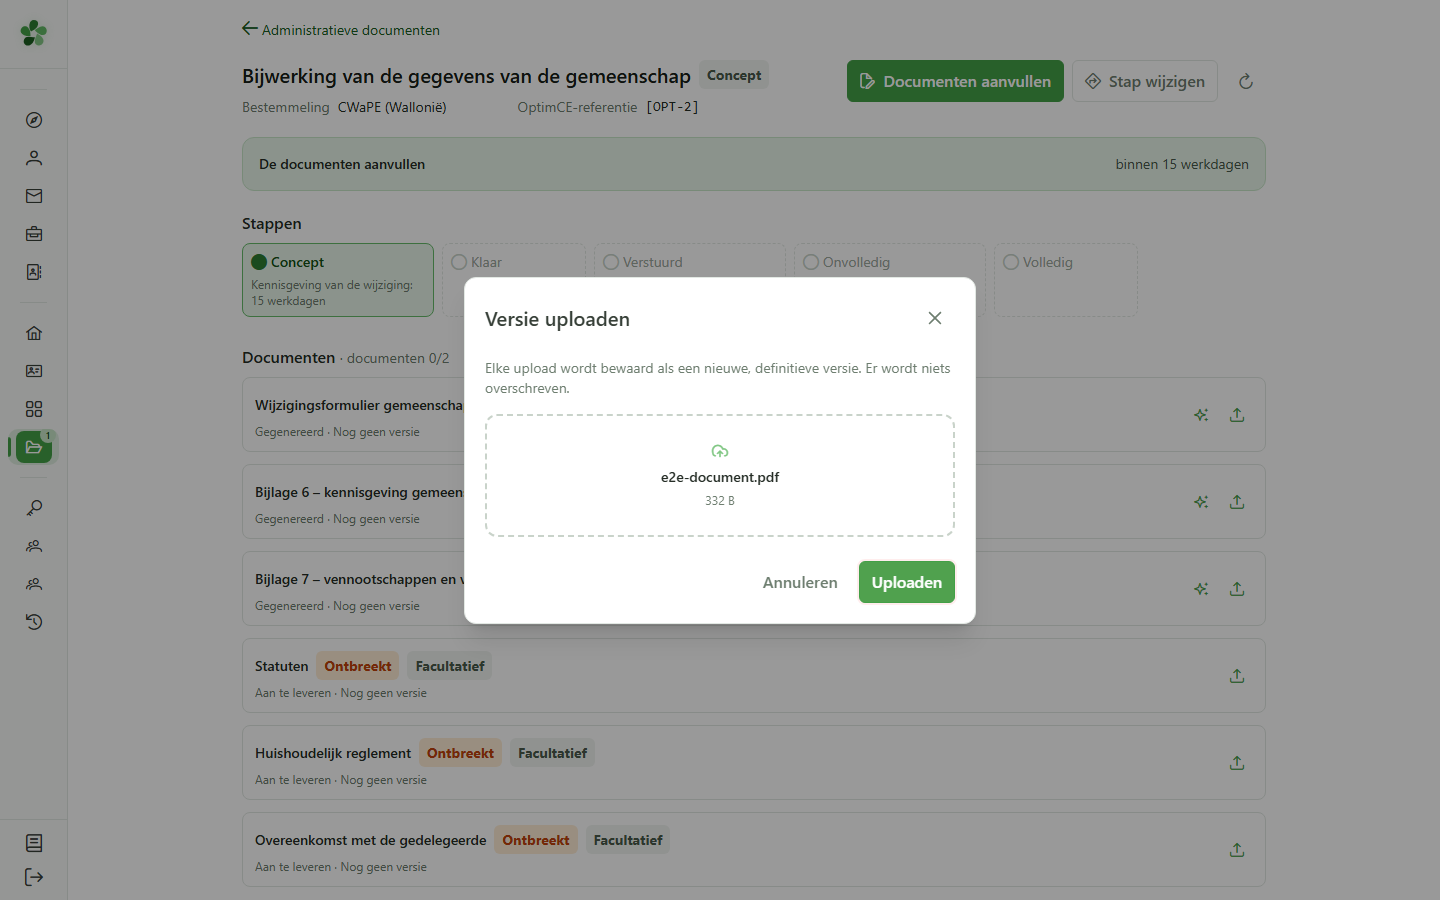 Administratieve documenten
Bijwerking van de gegevens van de gemeenschap Concept
Documenten aanvullen
Stap wijzigen
Bestemmeling CWaPE (Wallonië) OptimCE-referentie [OPT-2]
De documenten aanvullen binnen 15 werkdagen
Stappen
Concept
Kennisgeving van de wijziging:
15 werkdagen
Klaar
Verstuurd
Onvolledig
Volledig
Versie uploaden
Elke upload wordt bewaard als een nieuwe, definitieve versie. Er wordt niets
overschreven.
e2e-document.pdf
332 B
Annuleren
Uploaden
Documenten · documenten 0/2
Wijzigingsformulier
Gegenereerd · Nog geen versie
1
Bijlage 6 – kennisgeving
Gegenereerd · Nog geen versie
Bijlage 7 – vennootschappen en
Gegenereerd · Nog geen versie
Statuten Ontbreekt Facultatief
Aan te leveren · Nog geen versie
Huishoudelijk reglement Ontbreekt Facultatief
Aan te leveren · Nog geen versie
Overeenkomst met de gedelegeerde Ontbreekt Facultatief
Aan te leveren · Nog geen versie